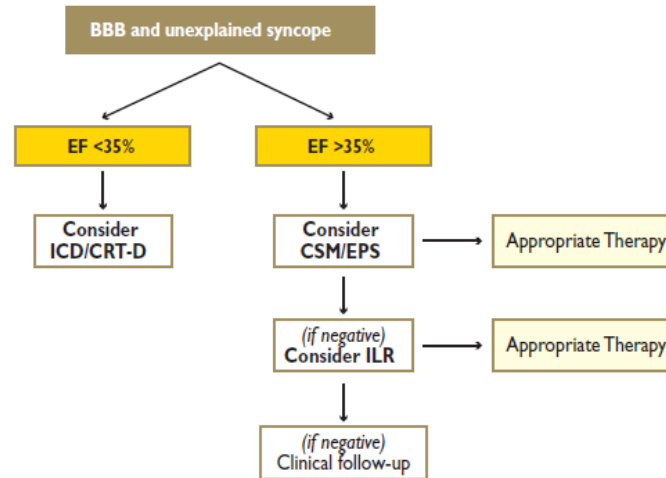 BBB and unexplained syncope
EF <35%
EF >35%
Consider
ICD/CRT-D
Consider
CSM/EPS
Appropriate Therapy
(if negative)
Consider ILR
Appropriate Therapy
(if negative)
Clinical follow-up